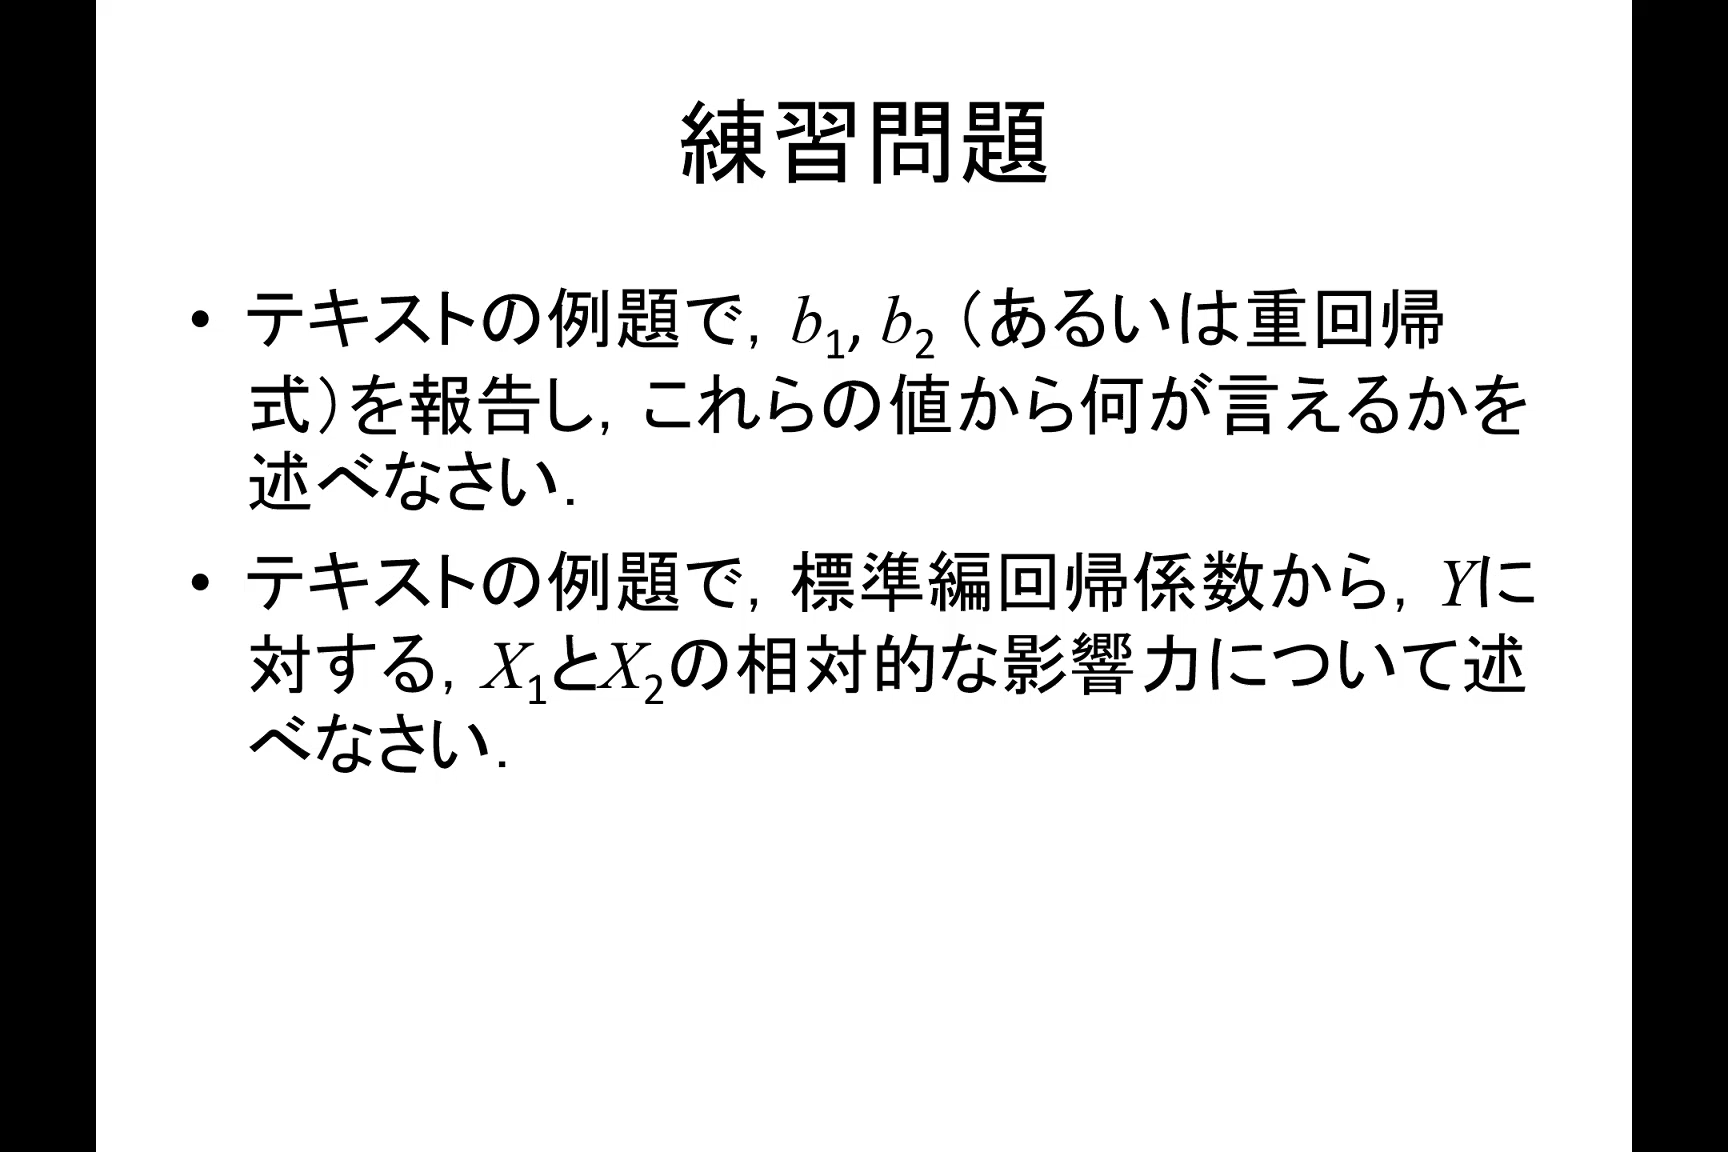 練習問題
• テキストの例題で，b1, b2（あるいは重回帰
式）を報告し，これらの値から何が言えるかを
述べなさい．
• テキストの例題で，標準編回帰係数から，Yに
対する，X1とX2の相対的な影響力について述
べなさい．